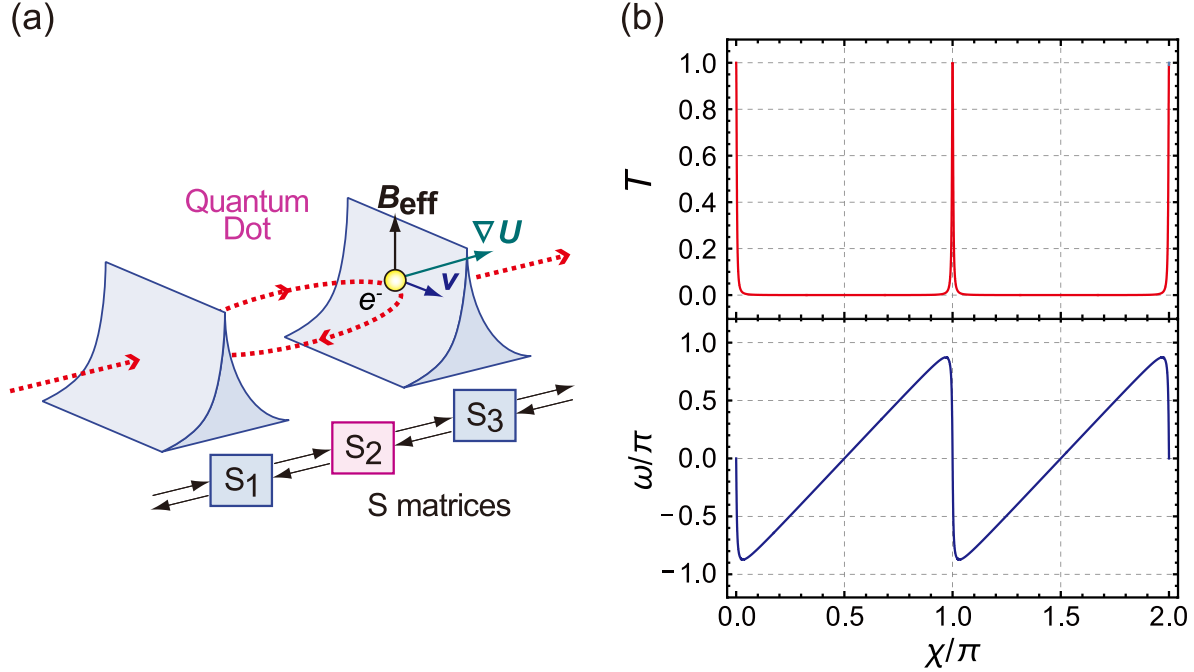 (a)
Quantum
Dot
Beff
∇U
e-
v
S1
S2
S3
S matrices
(b)
T
1.0
0.8
0.6
0.4
0.2
0.0
ω/π
1.0
0.5
0.0
−0.5
−1.0
0.0
0.5
1.0
1.5
2.0
χ/π